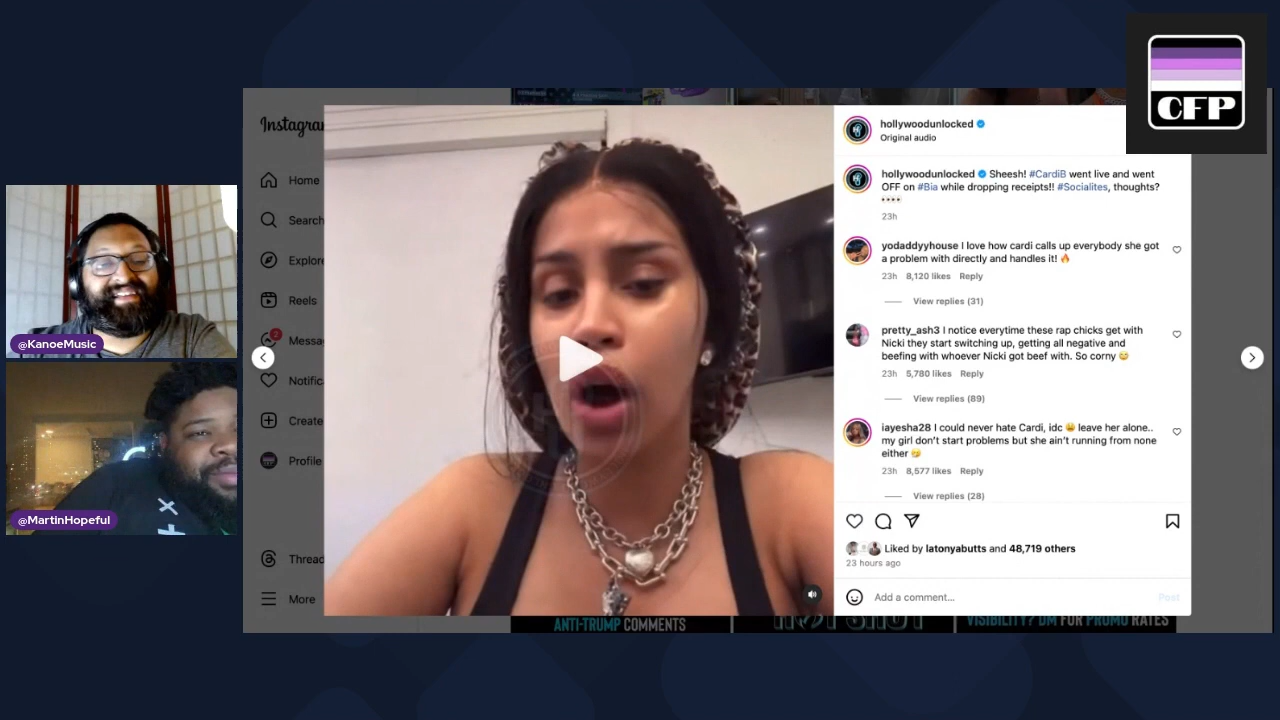 CFP
Instagram
Home
Search
Explore
Reels
2
Messa
Notific
Create
Profile
Thread
More
@KanoeMusic
@MartinHopeful
hollywoodunlocked
Original audio
hollywoodunlocked Sheesh! #CardiB went live and went
OFF on #Bia while dropping receipts!! #Socialites, thoughts?
👀👀
23h
yodaddyyhouse I love how cardi calls up everybody she got
a problem with directly and handles it! 🔥
23h 8,120 likes Reply
View replies (31)
pretty_ash3 I notice everytime these rap chicks get with
Nicki they start switching up, getting all negative and
beefing with whoever Nicki got beef with. So corny 😅
23h 5,780 likes Reply
View replies (89)
iayesha28 I could never hate Cardi, idc 😩 leave her alone..
my girl don't start problems but she ain't running from none
either 🤧
23h 8,577 likes Reply
View replies (28)
Liked by latonyabutts and 48,719 others
23 hours ago
Add a comment...
Post
ANTI-TRUMP COMMENTS
HOT SHOT
VISIBILITY? DM FOR PROMO RATES